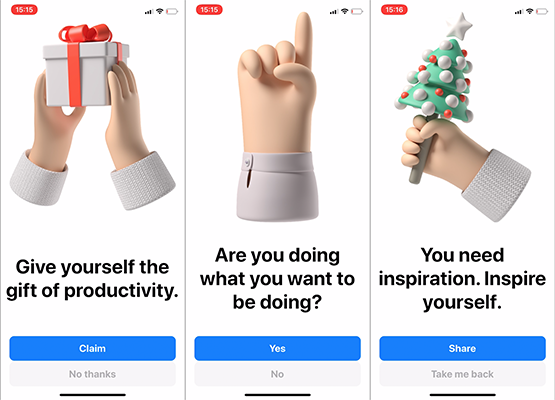 15:15
Give yourself the
gift of productivity.
Claim
No thanks
15:15
Are you doing
what you want to
be doing?
Yes
No
15:16
You need
inspiration. Inspire
yourself.
Share
Take me back